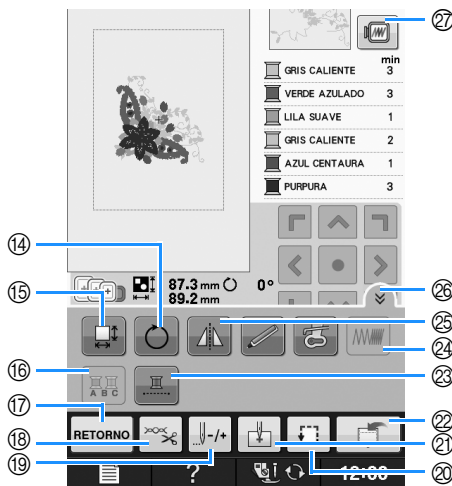 ㉗
min
GRIS CALIENTE 3
VERDE AZULADO 3
LILA SUAVE 1
GRIS CALIENTE 2
AZUL CENTAURA 1
PURPURA 3
⑭
⑮
87.3 mm 0°
89.2 mm
㉖
㉕
㉔
⑯
A B C
㉓
⑰
RETORNO
-/+
㉒
⑱
⑲
㉑
⑳
?